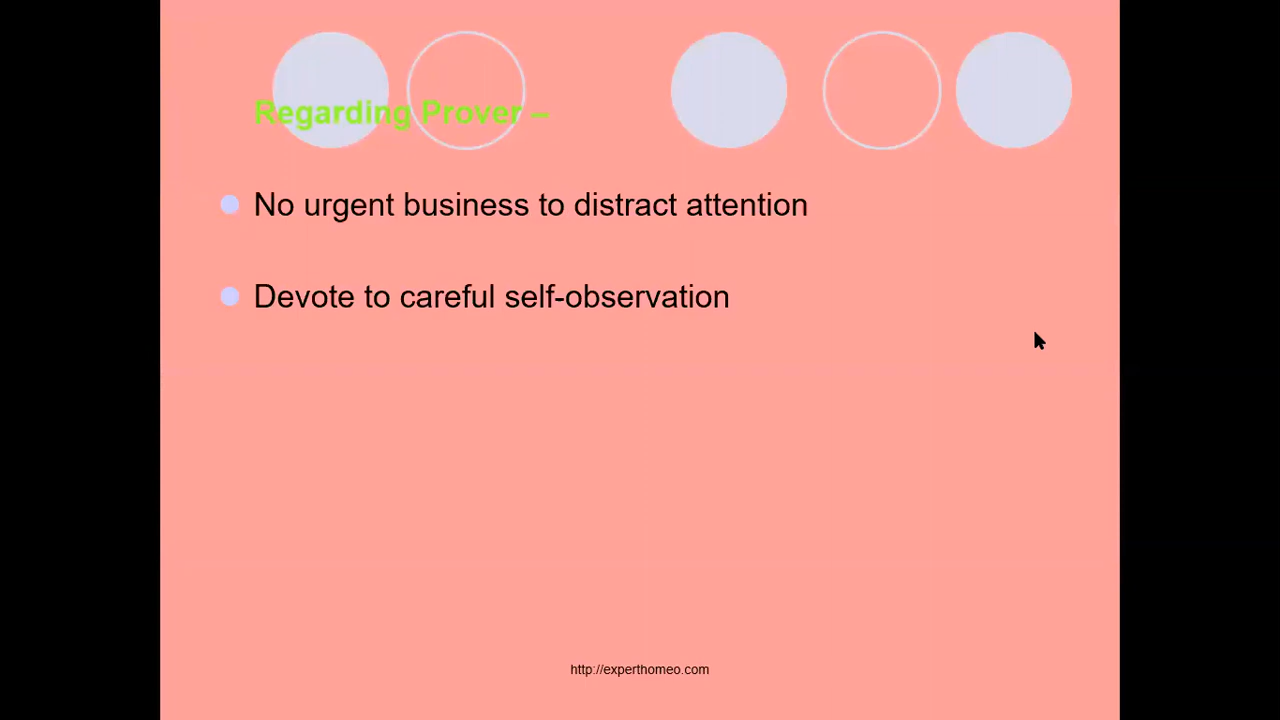 Regarding Prover –
No urgent business to distract attention
Devote to careful self-observation
http://experthomeo.com